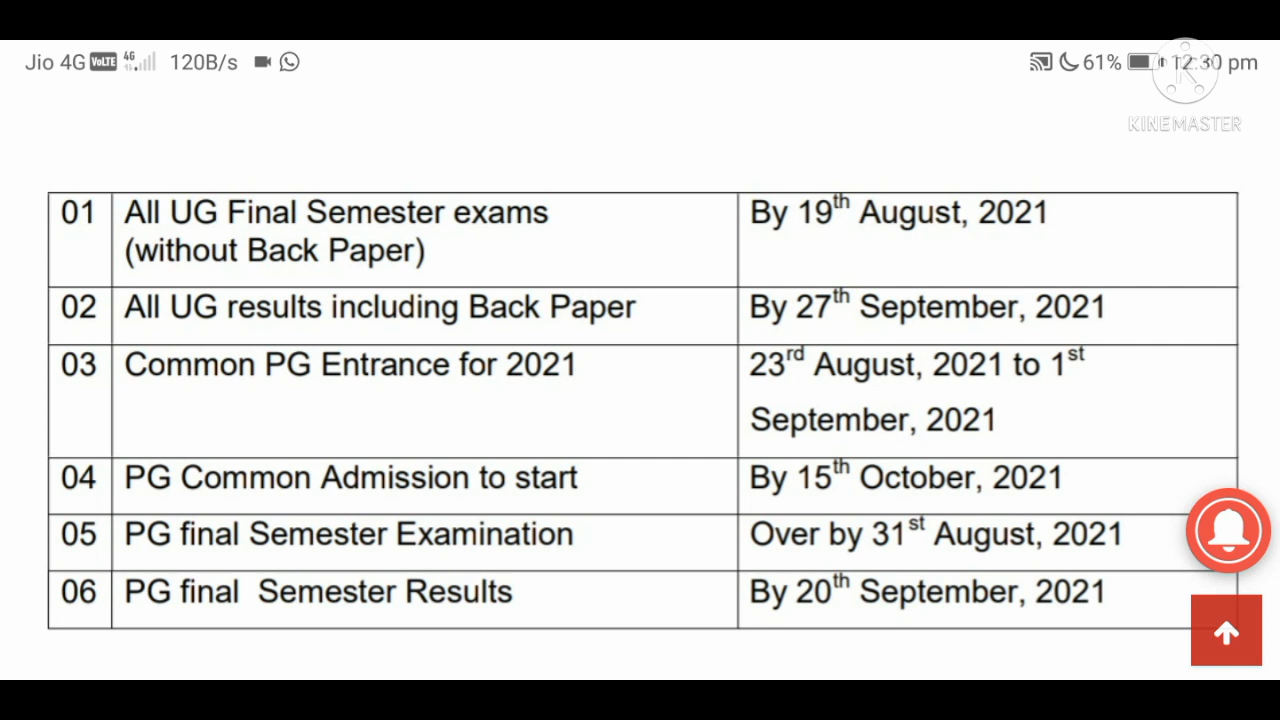 Jio 4G VoLTE 4G 120B/s 61% 12:30 pm
KINEMASTER
01 All UG Final Semester exams (without Back Paper) By 19th August, 2021
02 All UG results including Back Paper By 27th September, 2021
03 Common PG Entrance for 2021 23rd August, 2021 to 1st September, 2021
04 PG Common Admission to start By 15th October, 2021
05 PG final Semester Examination Over by 31st August, 2021
06 PG final Semester Results By 20th September, 2021